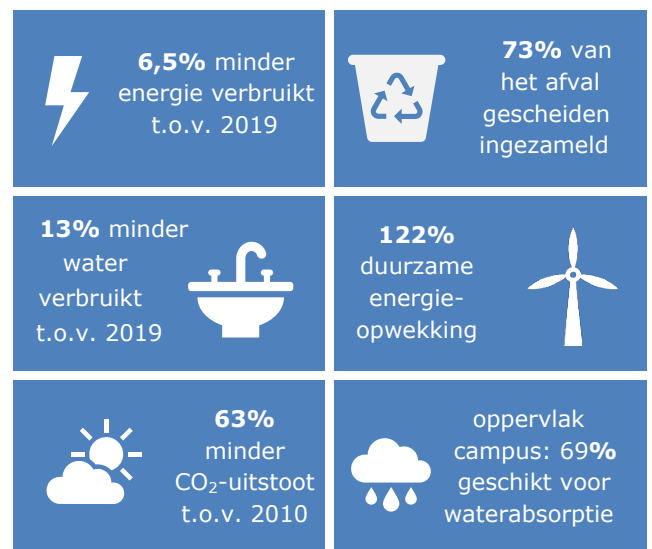 6,5% minder
energie verbruikt
t.o.v. 2019
73% van
het afval
gescheiden
ingezameld
13% minder
water
verbruikt
t.o.v. 2019
122%
duurzame
energie-
opwekking
63%
minder
CO₂-uitstoot
t.o.v. 2010
oppervlak
campus: 69%
geschikt voor
waterabsorptie